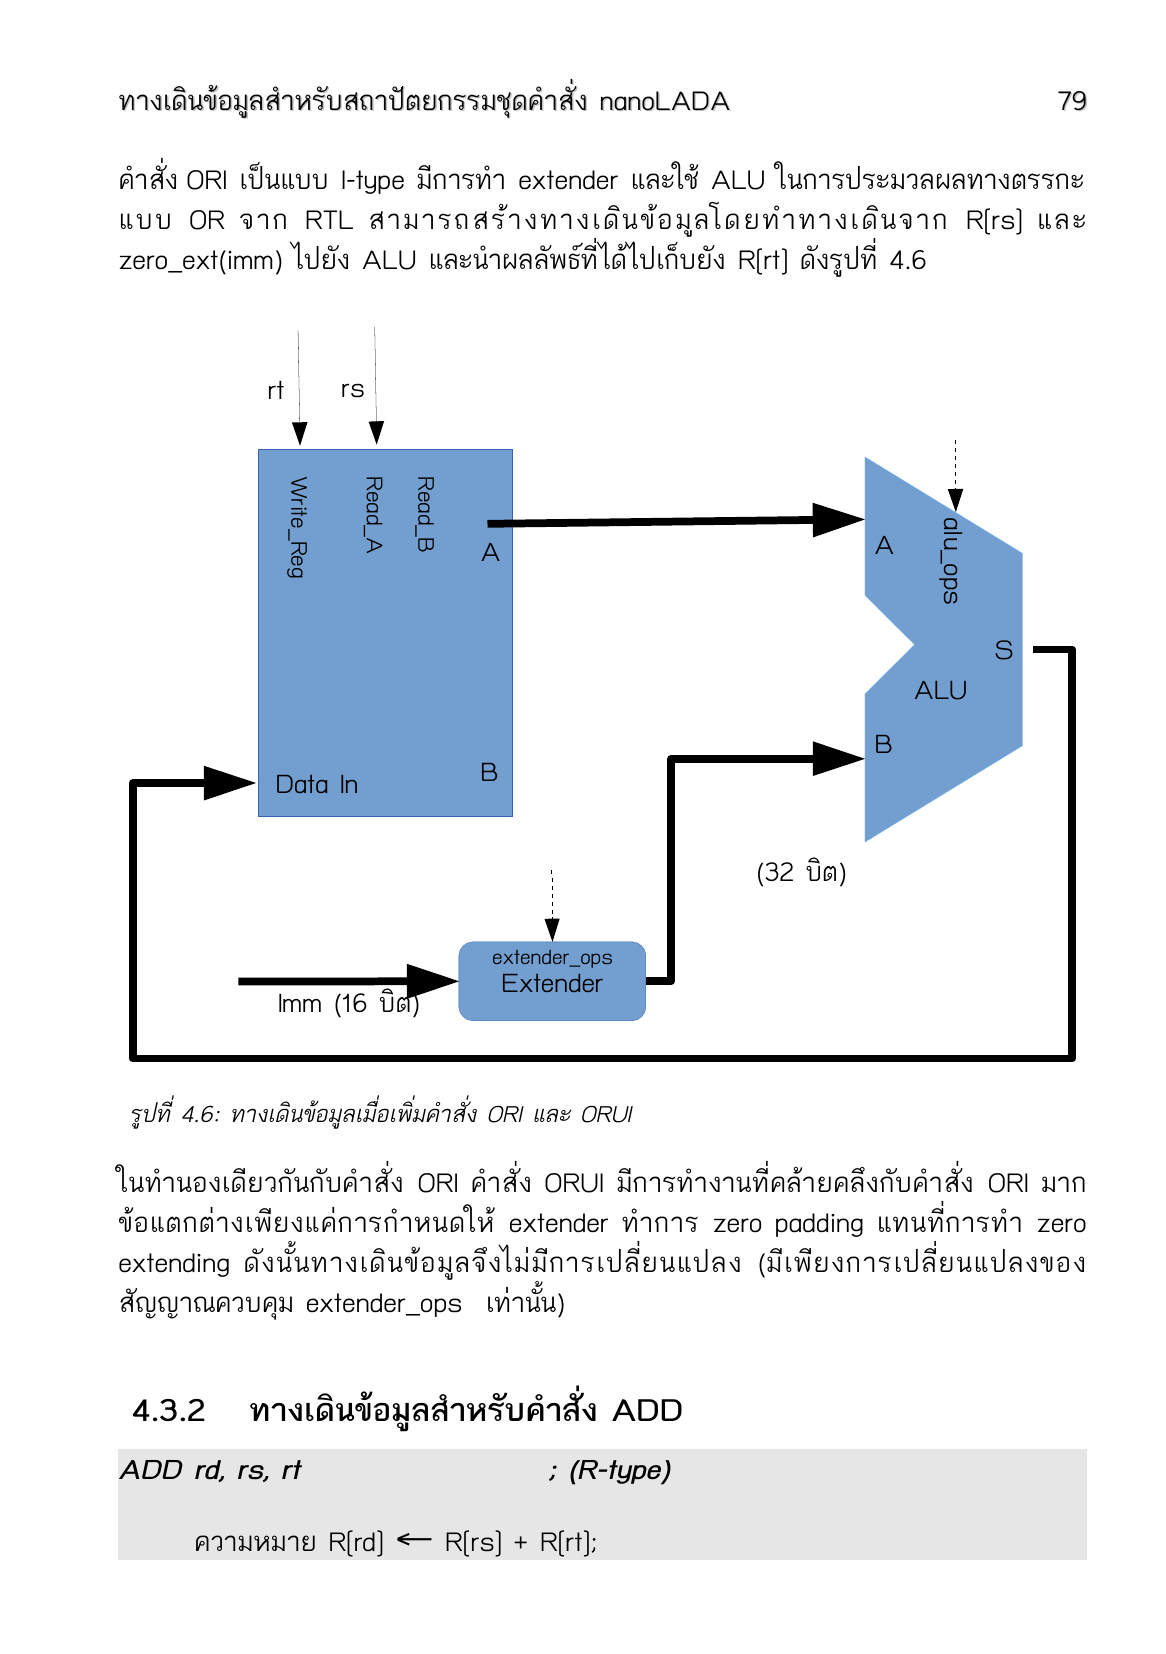 ทางเดินข้อมูลสำหรับสถาปัตยกรรมชุดคำสั่ง nanoLADA 79
คำสั่ง ORI เป็นแบบ I-type มีการทำ extender และใช้ ALU ในการประมวลผลทางตรรกะ
แบบ OR จาก RTL สามารถสร้างทางเดินข้อมูลโดยทำทางเดินจาก R[rs] และ
zero_ext(imm) ไปยัง ALU และนำผลลัพธ์ที่ได้ไปเก็บยัง R[rt] ดังรูปที่ 4.6
rt
rs
Write_Reg
Read_A
Read_B
A
A
alu_ops
S
ALU
B
B
Data In
(32 บิต)
extender_ops
Extender
Imm (16 บิต)
รูปที่ 4.6: ทางเดินข้อมูลเมื่อเพิ่มคำสั่ง ORI และ ORUI
ในทำนองเดียวกันกับคำสั่ง ORI คำสั่ง ORUI มีการทำงานที่คล้ายคลึงกับคำสั่ง ORI มาก
ข้อแตกต่างเพียงแค่การกำหนดให้ extender ทำการ zero padding แทนที่การทำ zero
extending ดังนั้นทางเดินข้อมูลจึงไม่มีการเปลี่ยนแปลง (มีเพียงการเปลี่ยนแปลงของ
สัญญาณควบคุม extender_ops เท่านั้น)
4.3.2 ทางเดินข้อมูลสำหรับคำสั่ง ADD
ADD rd, rs, rt ; (R-type)
ความหมาย R[rd] ← R[rs] + R[rt];